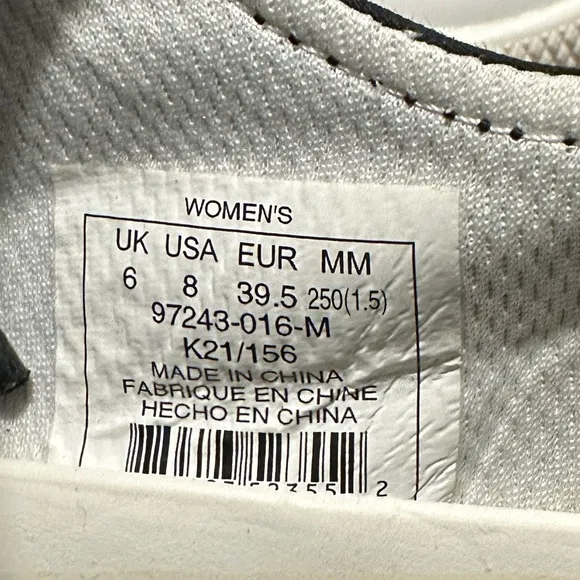 WOMEN'S
UK USA EUR MM
6 8 39.5 250(1.5)
97243-016-M
K21/156
MADE IN CHINA
FABRIQUE EN CHINE
HECHO EN CHINA
2